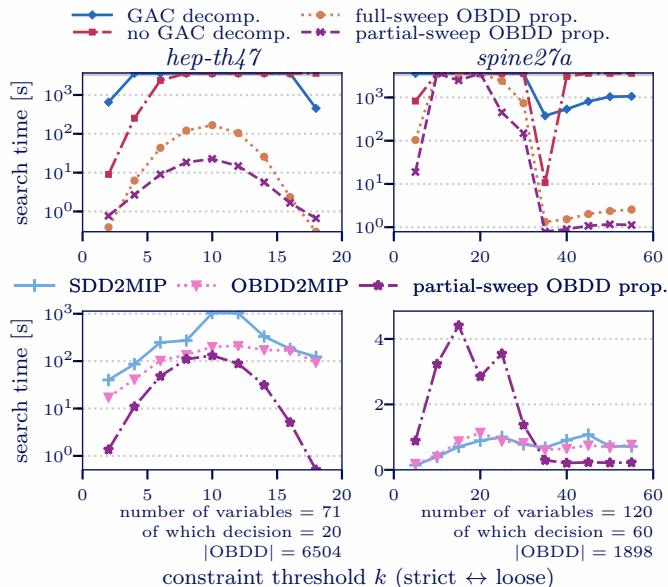 GAC decomp. full-sweep OBDD prop.
no GAC decomp. partial-sweep OBDD prop.
hep-th47 spine27a
search time [s]
10³
10²
10¹
10⁰
0 5 10 15 20
10³
10²
10¹
10⁰
0 20 40 60
SDD2MIP OBDD2MIP partial-sweep OBDD prop.
search time [s]
10³
10²
10¹
10⁰
0 5 10 15 20
4
2
0
0 20 40 60
number of variables = 71
of which decision = 20
|OBDD| = 6504
number of variables = 120
of which decision = 60
|OBDD| = 1898
constraint threshold k (strict ↔ loose)